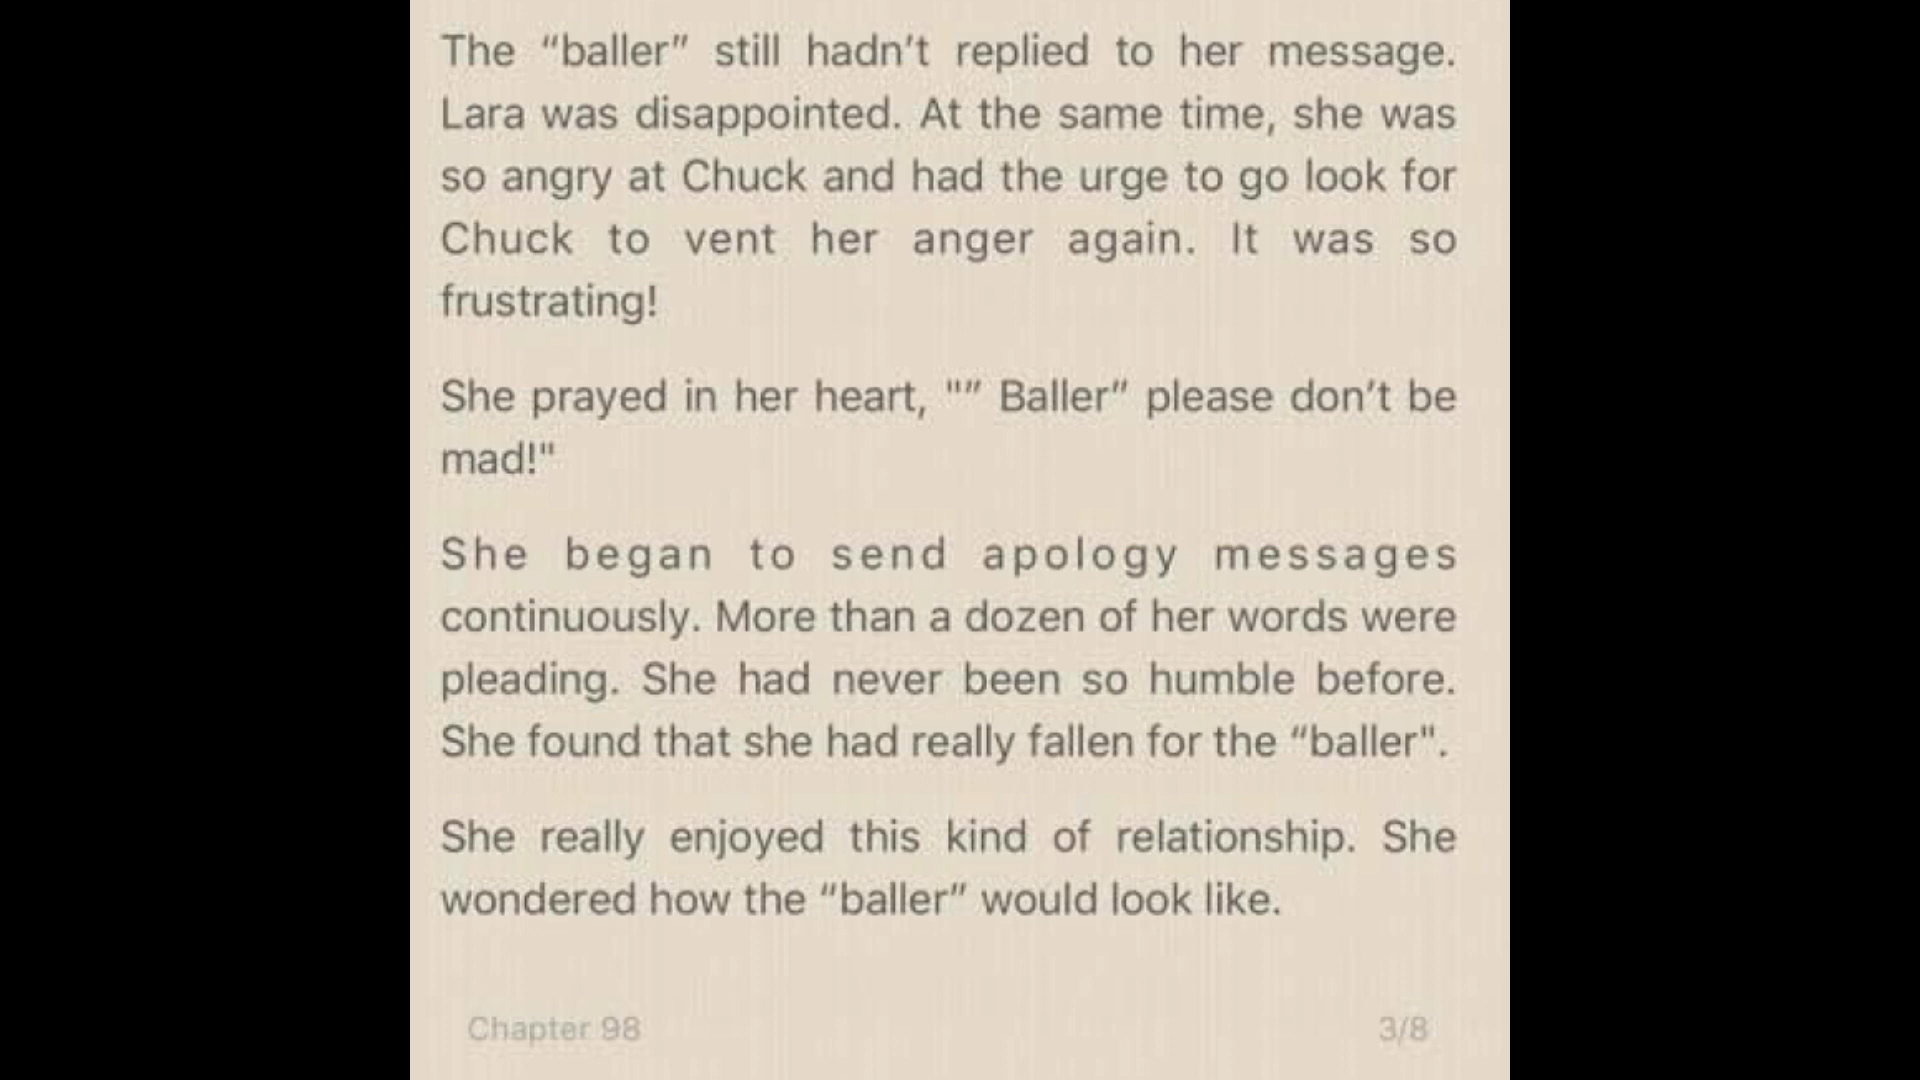 The “baller” still hadn’t replied to her message.
Lara was disappointed. At the same time, she was
so angry at Chuck and had the urge to go look for
Chuck to vent her anger again. It was so
frustrating!
She prayed in her heart, "” Baller” please don’t be
mad!"
She began to send apology messages
continuously. More than a dozen of her words were
pleading. She had never been so humble before.
She found that she had really fallen for the “baller".
She really enjoyed this kind of relationship. She
wondered how the “baller” would look like.
Chapter 98
3/8